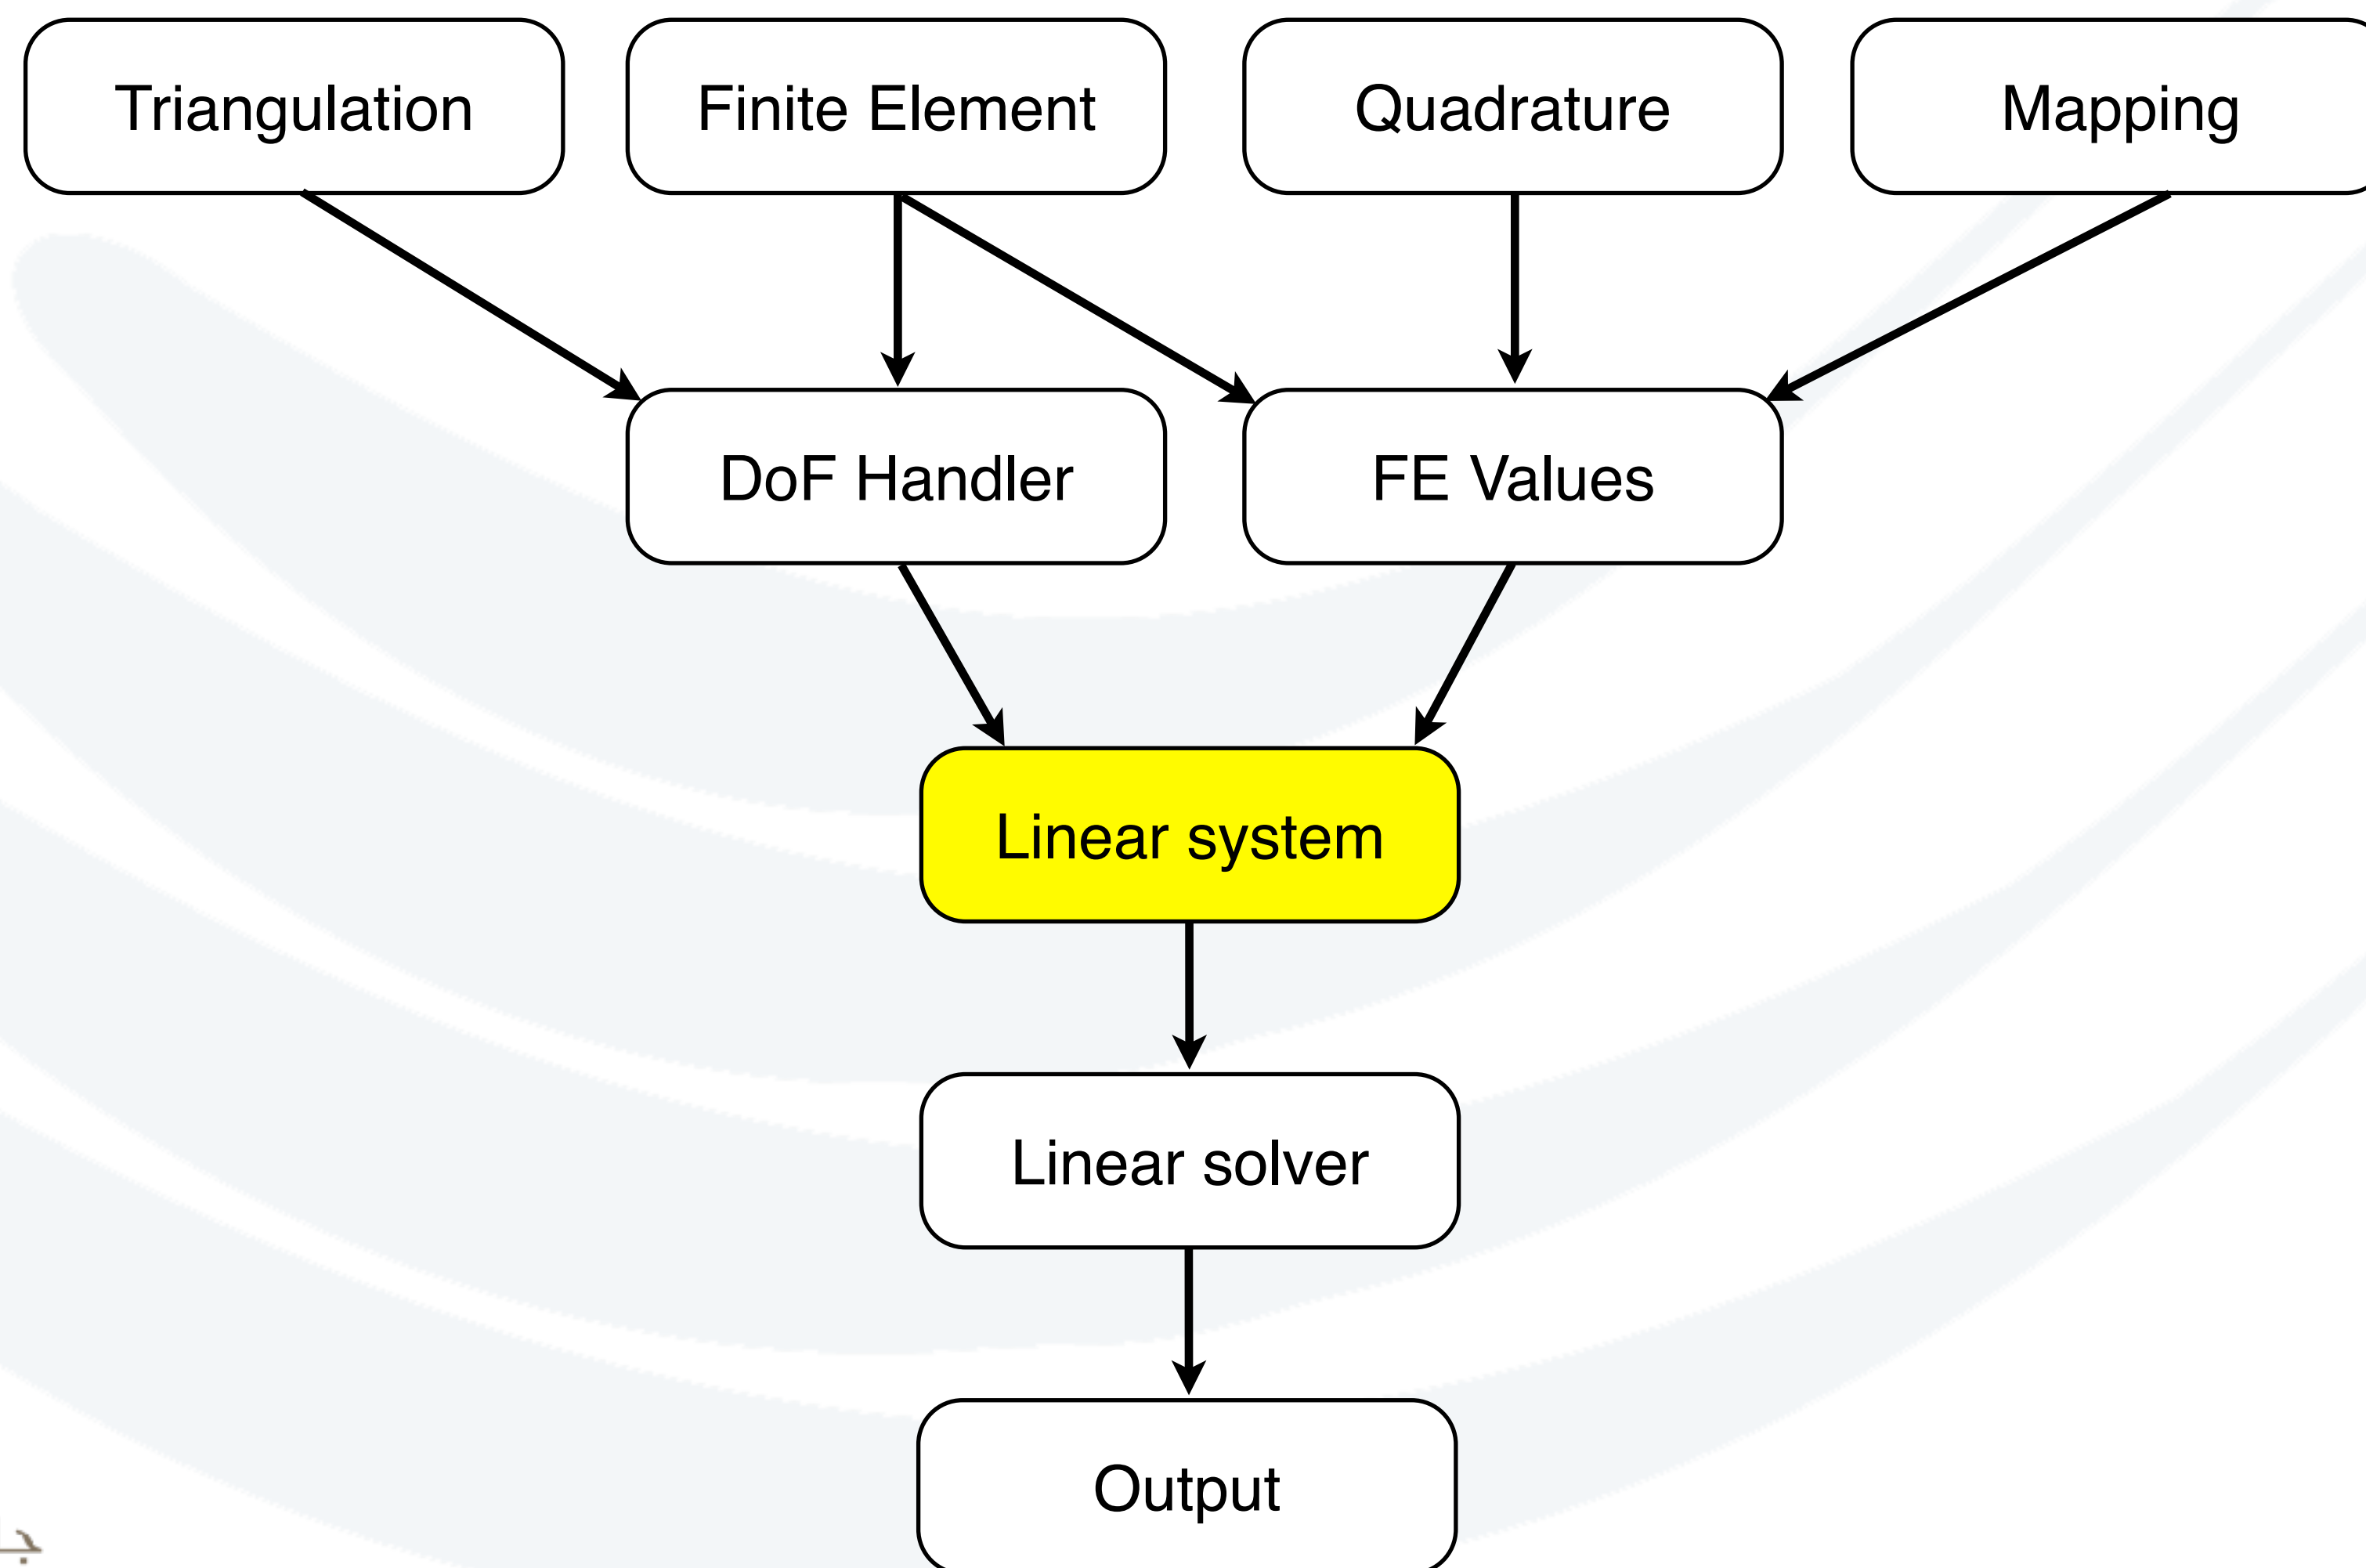 Triangulation
Finite Element
Quadrature
Mapping
DoF Handler
FE Values
Linear system
Linear solver
Output